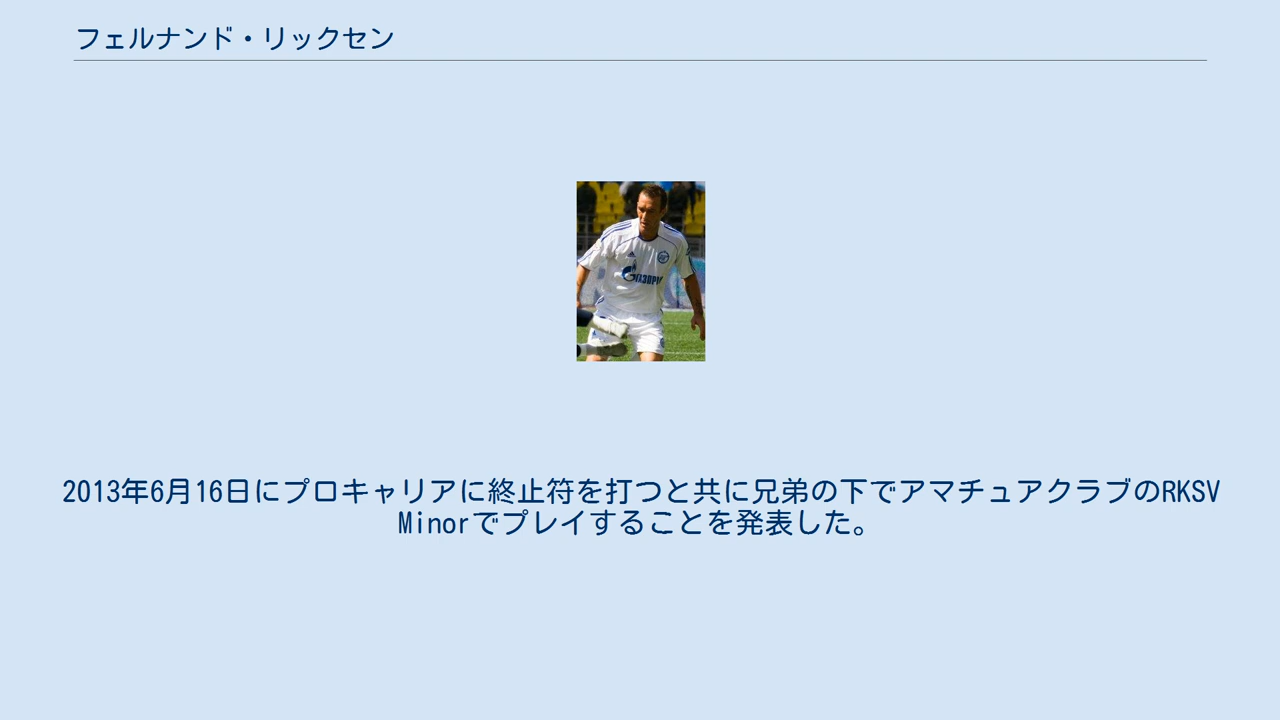 フェルナンド・リックセン
ГАЗПРОМ
2013年6月16日にプロキャリアに終止符を打つと共に兄弟の下でアマチュアクラブのRKSV
Minorでプレイすることを発表した。